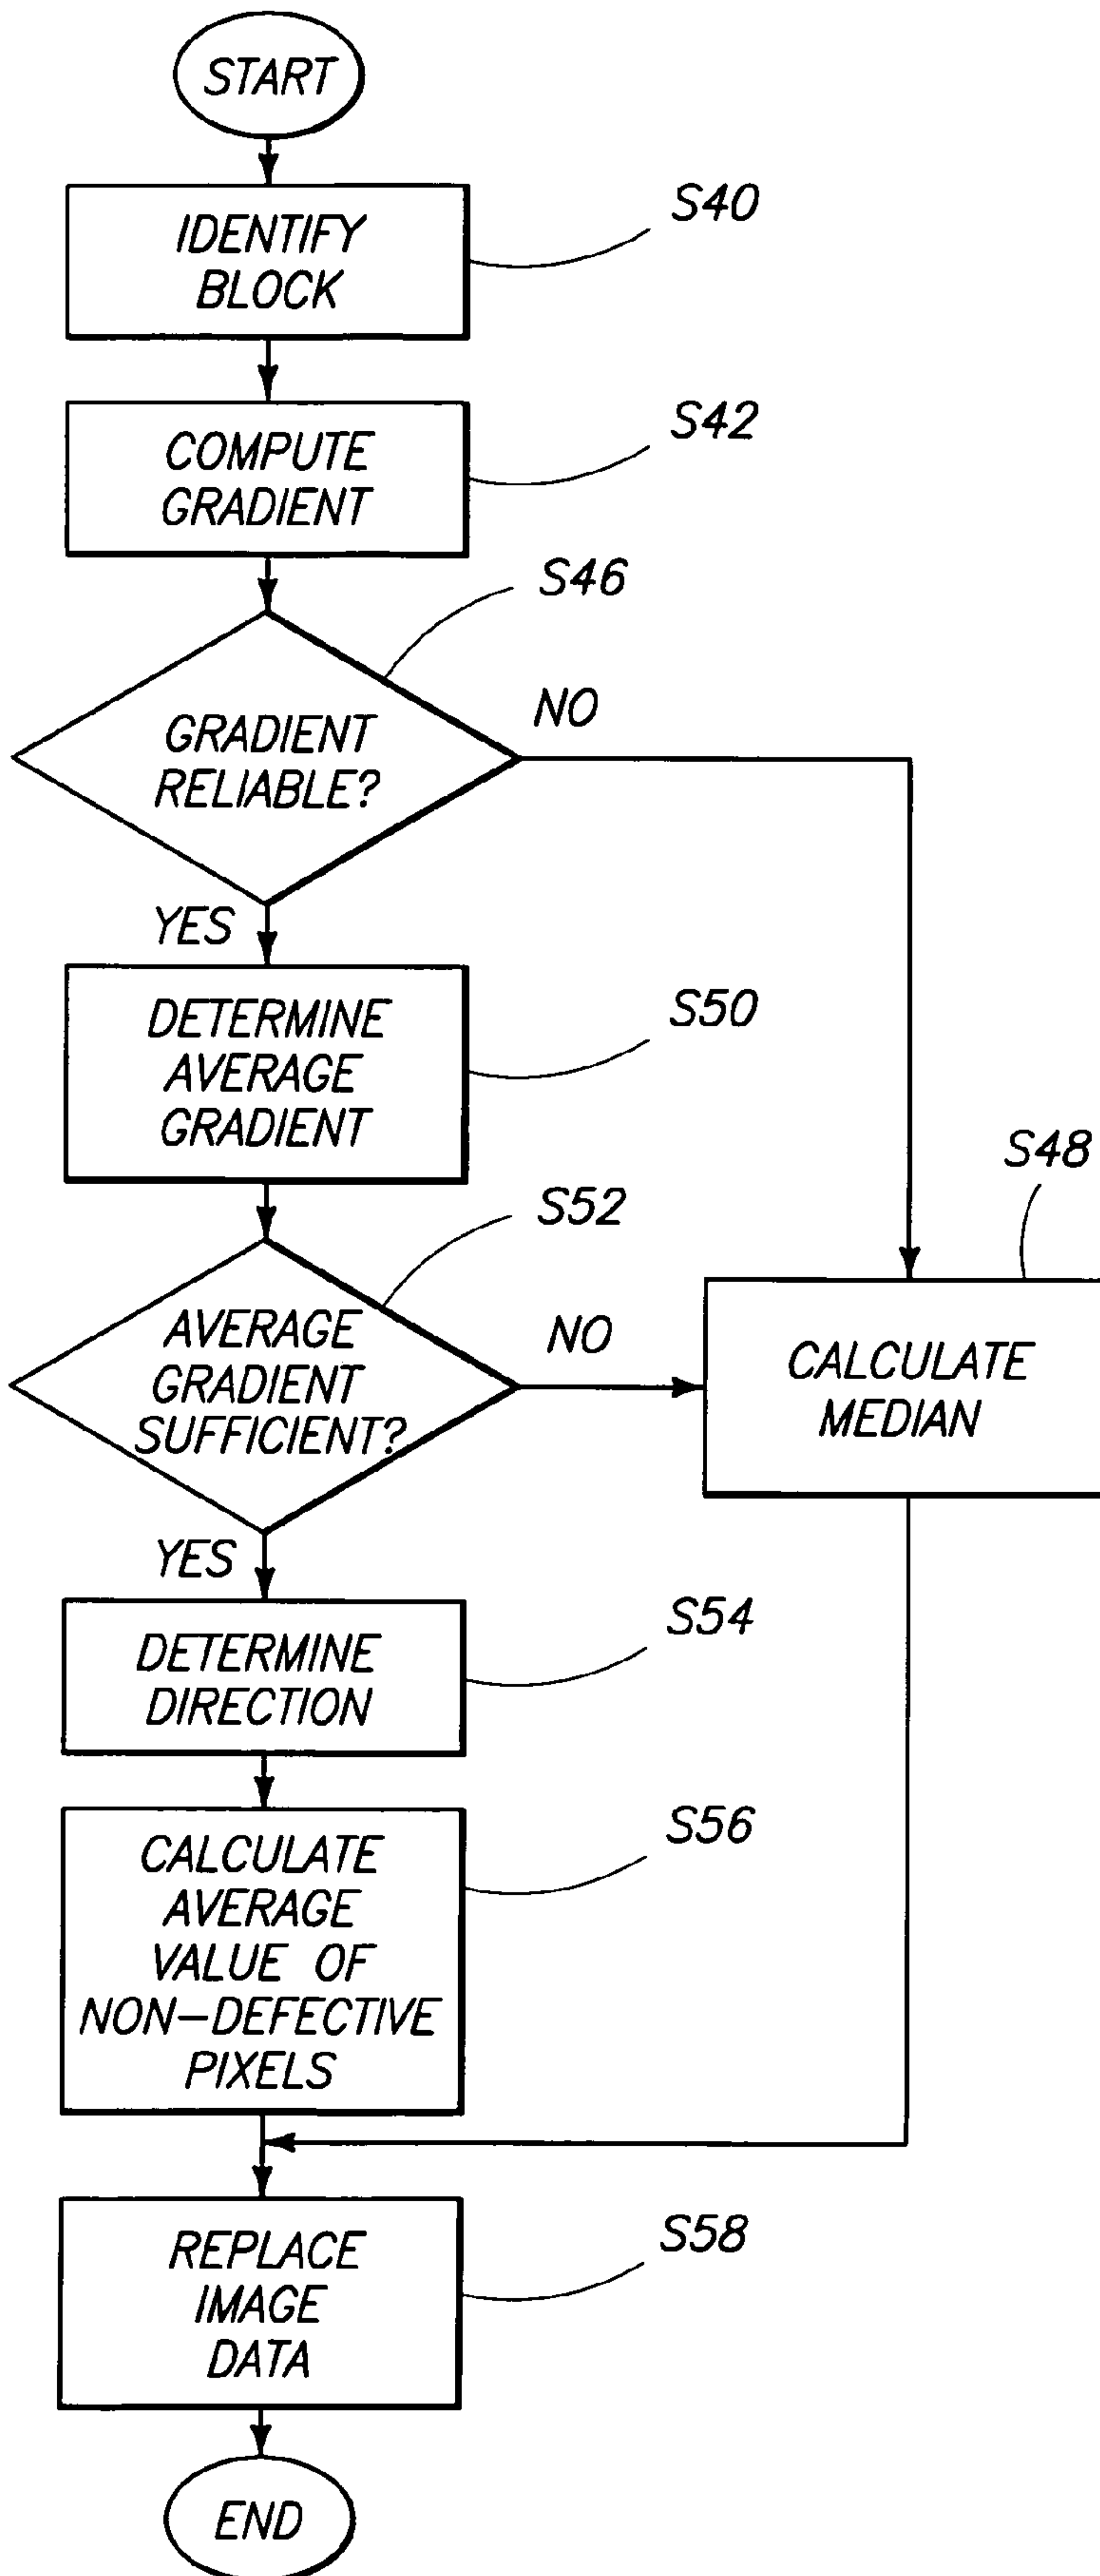 START
IDENTIFY
BLOCK
S40
COMPUTE
GRADIENT
S42
S46
GRADIENT
RELIABLE?
NO
YES
DETERMINE
AVERAGE
GRADIENT
S50
S52
AVERAGE
GRADIENT
SUFFICIENT?
NO
S48
CALCULATE
MEDIAN
YES
DETERMINE
DIRECTION
S54
CALCULATE
AVERAGE
VALUE OF
NON-DEFECTIVE
PIXELS
S56
REPLACE
IMAGE
DATA
S58
END